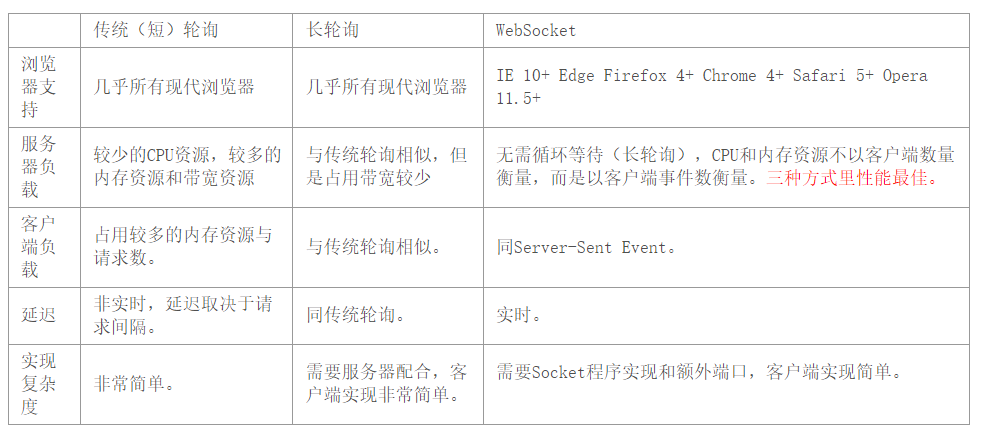 传统（短）轮询
长轮询
WebSocket
浏览
器支
持
几乎所有现代浏览器
几乎所有现代浏览器
IE 10+ Edge Firefox 4+ Chrome 4+ Safari 5+ Opera
11.5+
服务
器负
载
较少的CPU资源，较多的
内存资源和带宽资源
与传统轮询相似，但
是占用带宽较少
无需循环等待（长轮询），CPU和内存资源不以客户端数量
衡量，而是以客户端事件数衡量。三种方式里性能最佳。
客户
端负
载
占用较多的内存资源与
请求数。
与传统轮询相似。
同Server-Sent Event。
延迟
非实时，延迟取决于请
求间隔。
同传统轮询。
实时。
实现
复杂
度
非常简单。
需要服务器配合，客
户端实现非常简单。
需要Socket程序实现和额外端口，客户端实现简单。